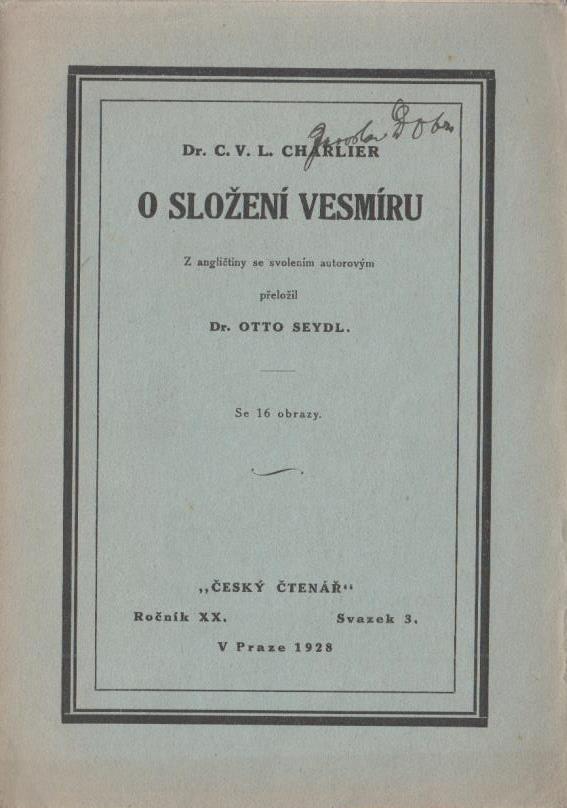 Dr. C. V. L. CHARLIER
O SLOŽENÍ VESMÍRU
Z angličtiny se svolením autorovým
přeložil
Dr. OTTO SEYDL.
Se 16 obrazy.
„ČESKÝ ČTENÁŘ“
Ročník XX. Svazek 3.
V Praze 1928